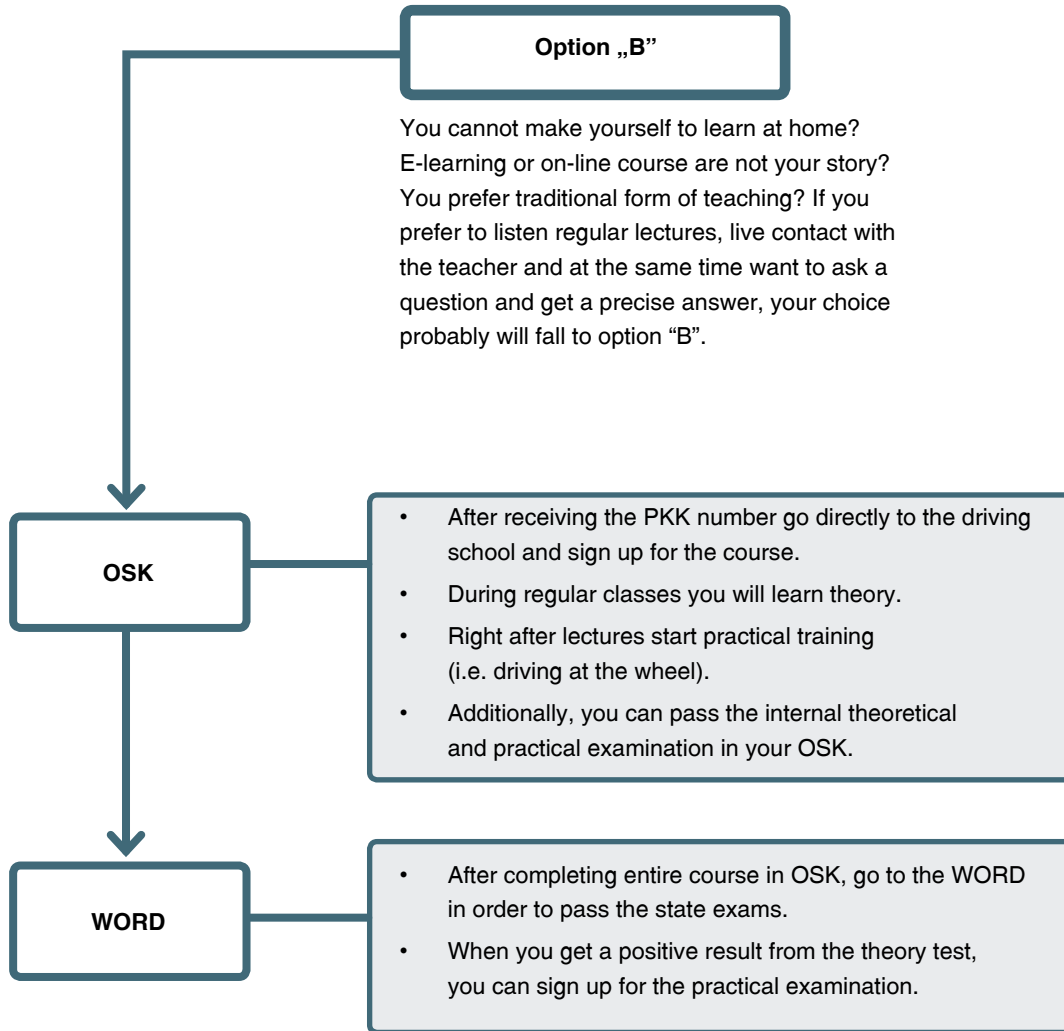 Option „B”
You cannot make yourself to learn at home?
E-learning or on-line course are not your story?
You prefer traditional form of teaching? If you
prefer to listen regular lectures, live contact with
the teacher and at the same time want to ask a
question and get a precise answer, your choice
probably will fall to option “B”.
OSK
• After receiving the PKK number go directly to the driving
school and sign up for the course.
• During regular classes you will learn theory.
• Right after lectures start practical training
(i.e. driving at the wheel).
• Additionally, you can pass the internal theoretical
and practical examination in your OSK.
WORD
• After completing entire course in OSK, go to the WORD
in order to pass the state exams.
• When you get a positive result from the theory test,
you can sign up for the practical examination.